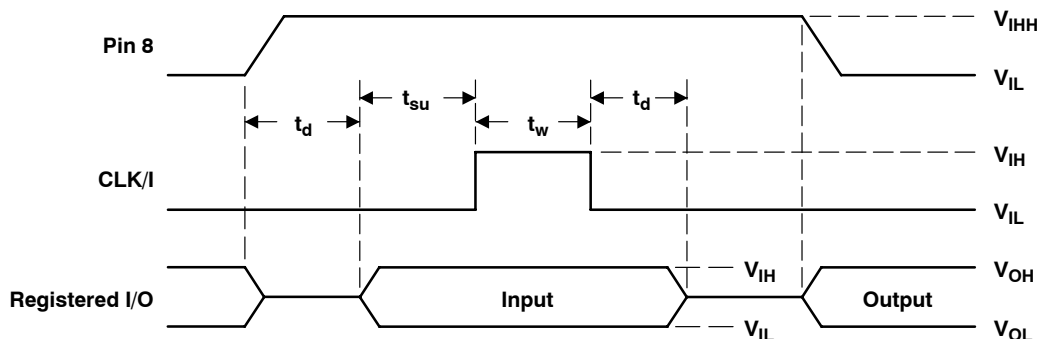 Pin 8
V_IHH
V_IL
t_d
t_su
t_w
t_d
CLK/I
V_IH
V_IL
Registered I/O
Input
V_IH
V_IL
Output
V_OH
V_OL